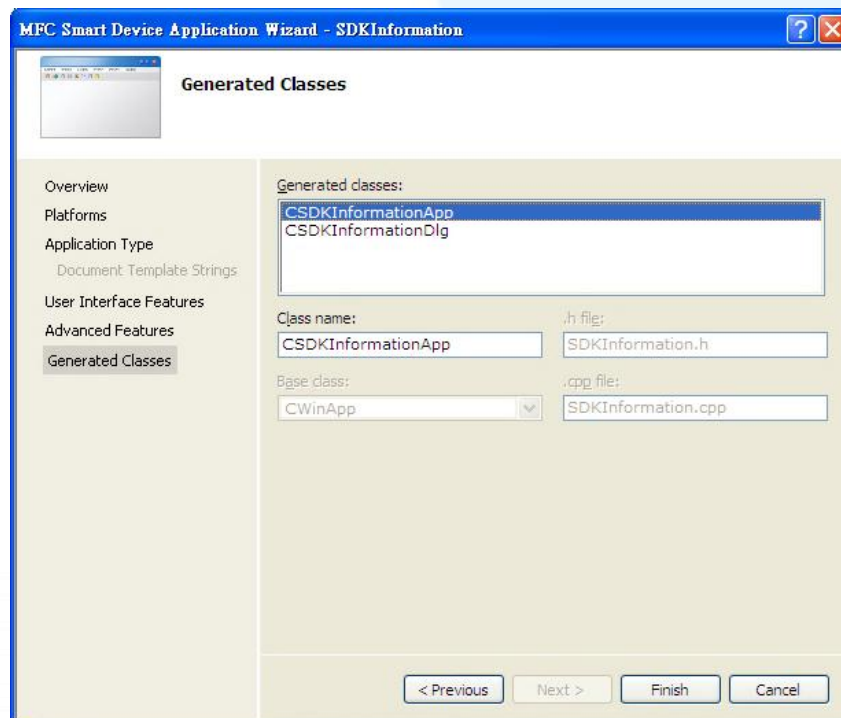 MFC Smart Device Application Wizard - SDKInformation
Generated Classes
Overview
Platforms
Application Type
Document Template Strings
User Interface Features
Advanced Features
Generated Classes
Generated classes:
CSDKInformationApp
CSDKInformationDlg
Class name:
.h file:
CSDKInformationApp
SDKInformation.h
Base class:
.cpp file:
CWinApp
SDKInformation.cpp
< Previous
Next >
Finish
Cancel